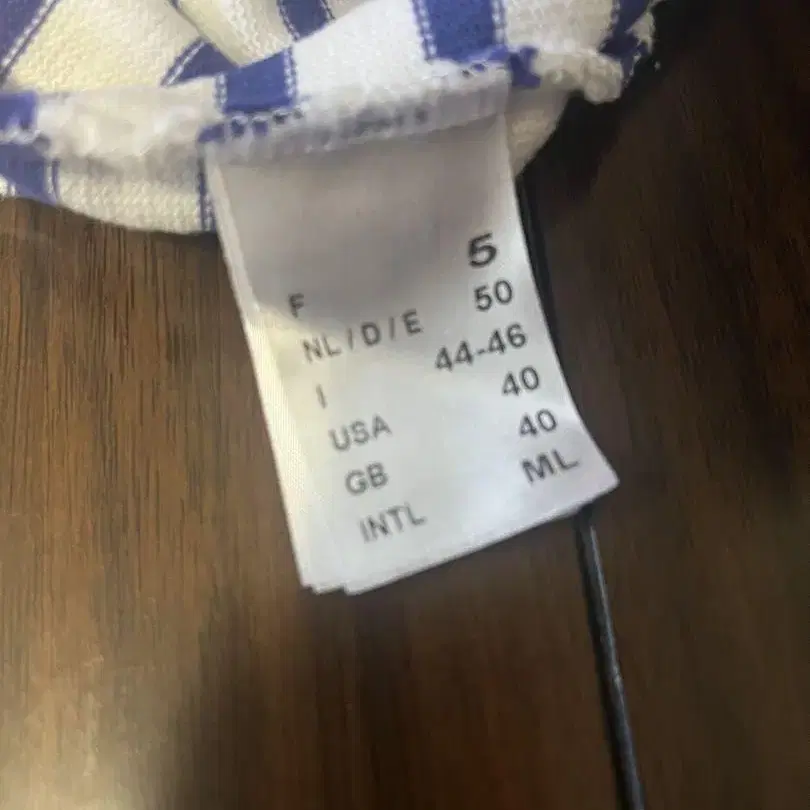 F 5
NL/D/E 50
I 44-46
USA 40
GB 40
INTL ML